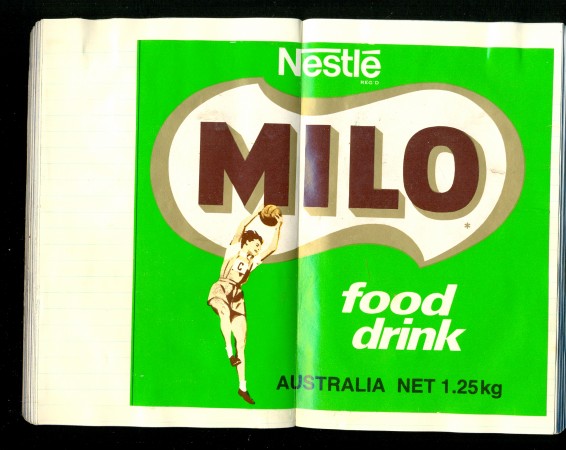 Nestlé
REG'D
MILO
*
C
food
drink
AUSTRALIA NET 1.25kg